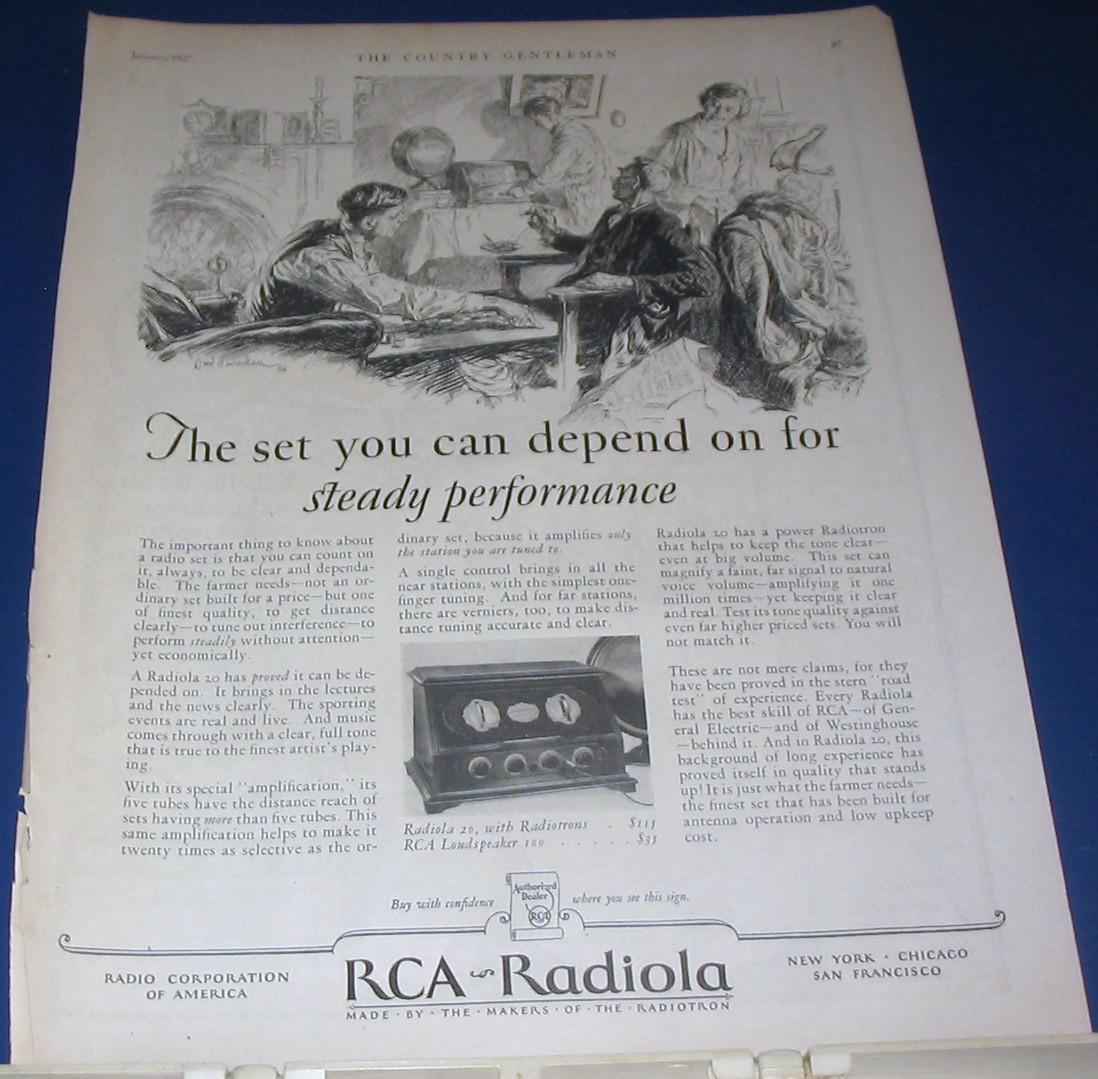 January, 1927
THE COUNTRY GENTLEMAN
The set you can depend on for
steady performance
The important thing to know about
a radio set is that you can count on
it, always, to be clear and dependa-
ble. The farmer needs—not an or-
dinary set built for a price—but one
of finest quality, to get distance
clearly—to tune out interference—to
perform steadily without attention—
yet economically.
A Radiola 20 has proved it can be de-
pended on. It brings in the lectures
and the news clearly. The sporting
events are real and live. And music
comes through with a clear, full tone
that is true to the finest artist's play-
ing.
With its special "amplification," its
five tubes have the distance reach of
sets having more than five tubes. This
same amplification helps to make it
twenty times as selective as the or-
dinary set, because it amplifies only
the station you are tuned to.
A single control brings in all the
near stations, with the simplest one-
finger tuning. And for far stations,
there are verniers, too, to make dis-
tance tuning accurate and clear.
Radiola 20, with Radiotrons . $115
RCA Loudspeaker 100 . . . . . $35
Radiola 20 has a power Radiotron
that helps to keep the tone clear—
even at big volume. This set can
magnify a faint, far signal to natural
voice volume—amplifying it one
million times—yet keeping it clear
and real. Test its tone quality against
even far higher priced sets. You will
not match it.
These are not mere claims, for they
have been proved in the stern "road
test" of experience. Every Radiola
has the best skill of RCA—of Gen-
eral Electric—and of Westinghouse
—behind it. And in Radiola 20, this
background of long experience has
proved itself in quality that stands
up! It is just what the farmer needs—
the finest set that has been built for
antenna operation and low upkeep
cost.
Buy with confidence
Authorized
Dealer
RCA
where you see this sign.
RADIO CORPORATION
OF AMERICA
RCA Radiola
MADE · BY · THE · MAKERS · OF · THE · RADIOTRON
NEW YORK · CHICAGO
SAN FRANCISCO